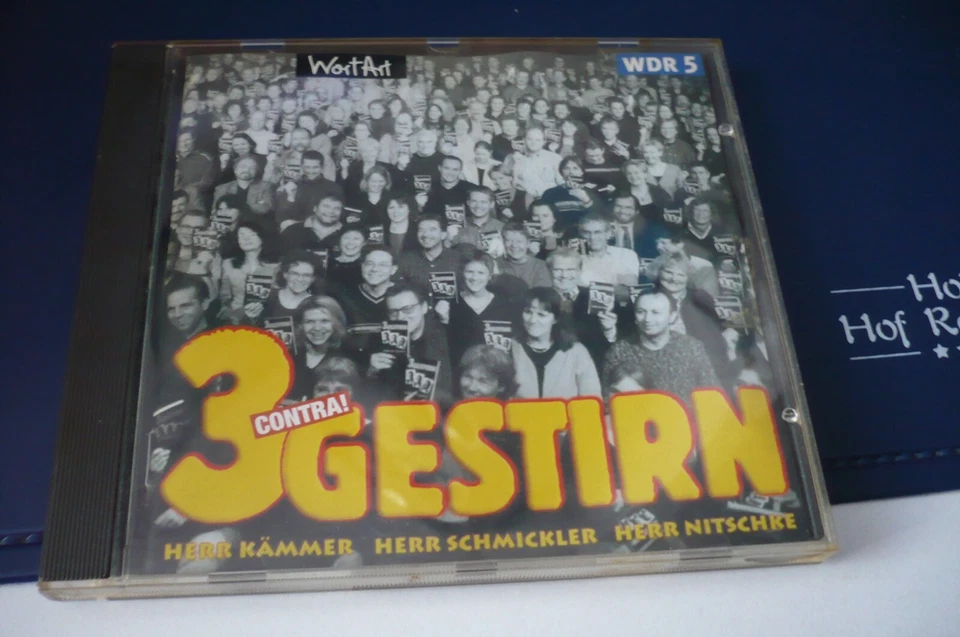 WortArt
WDR 5
3 GESTIRN
CONTRA!
HERR KÄMMER HERR SCHMICKLER HERR NITSCHKE
Hof